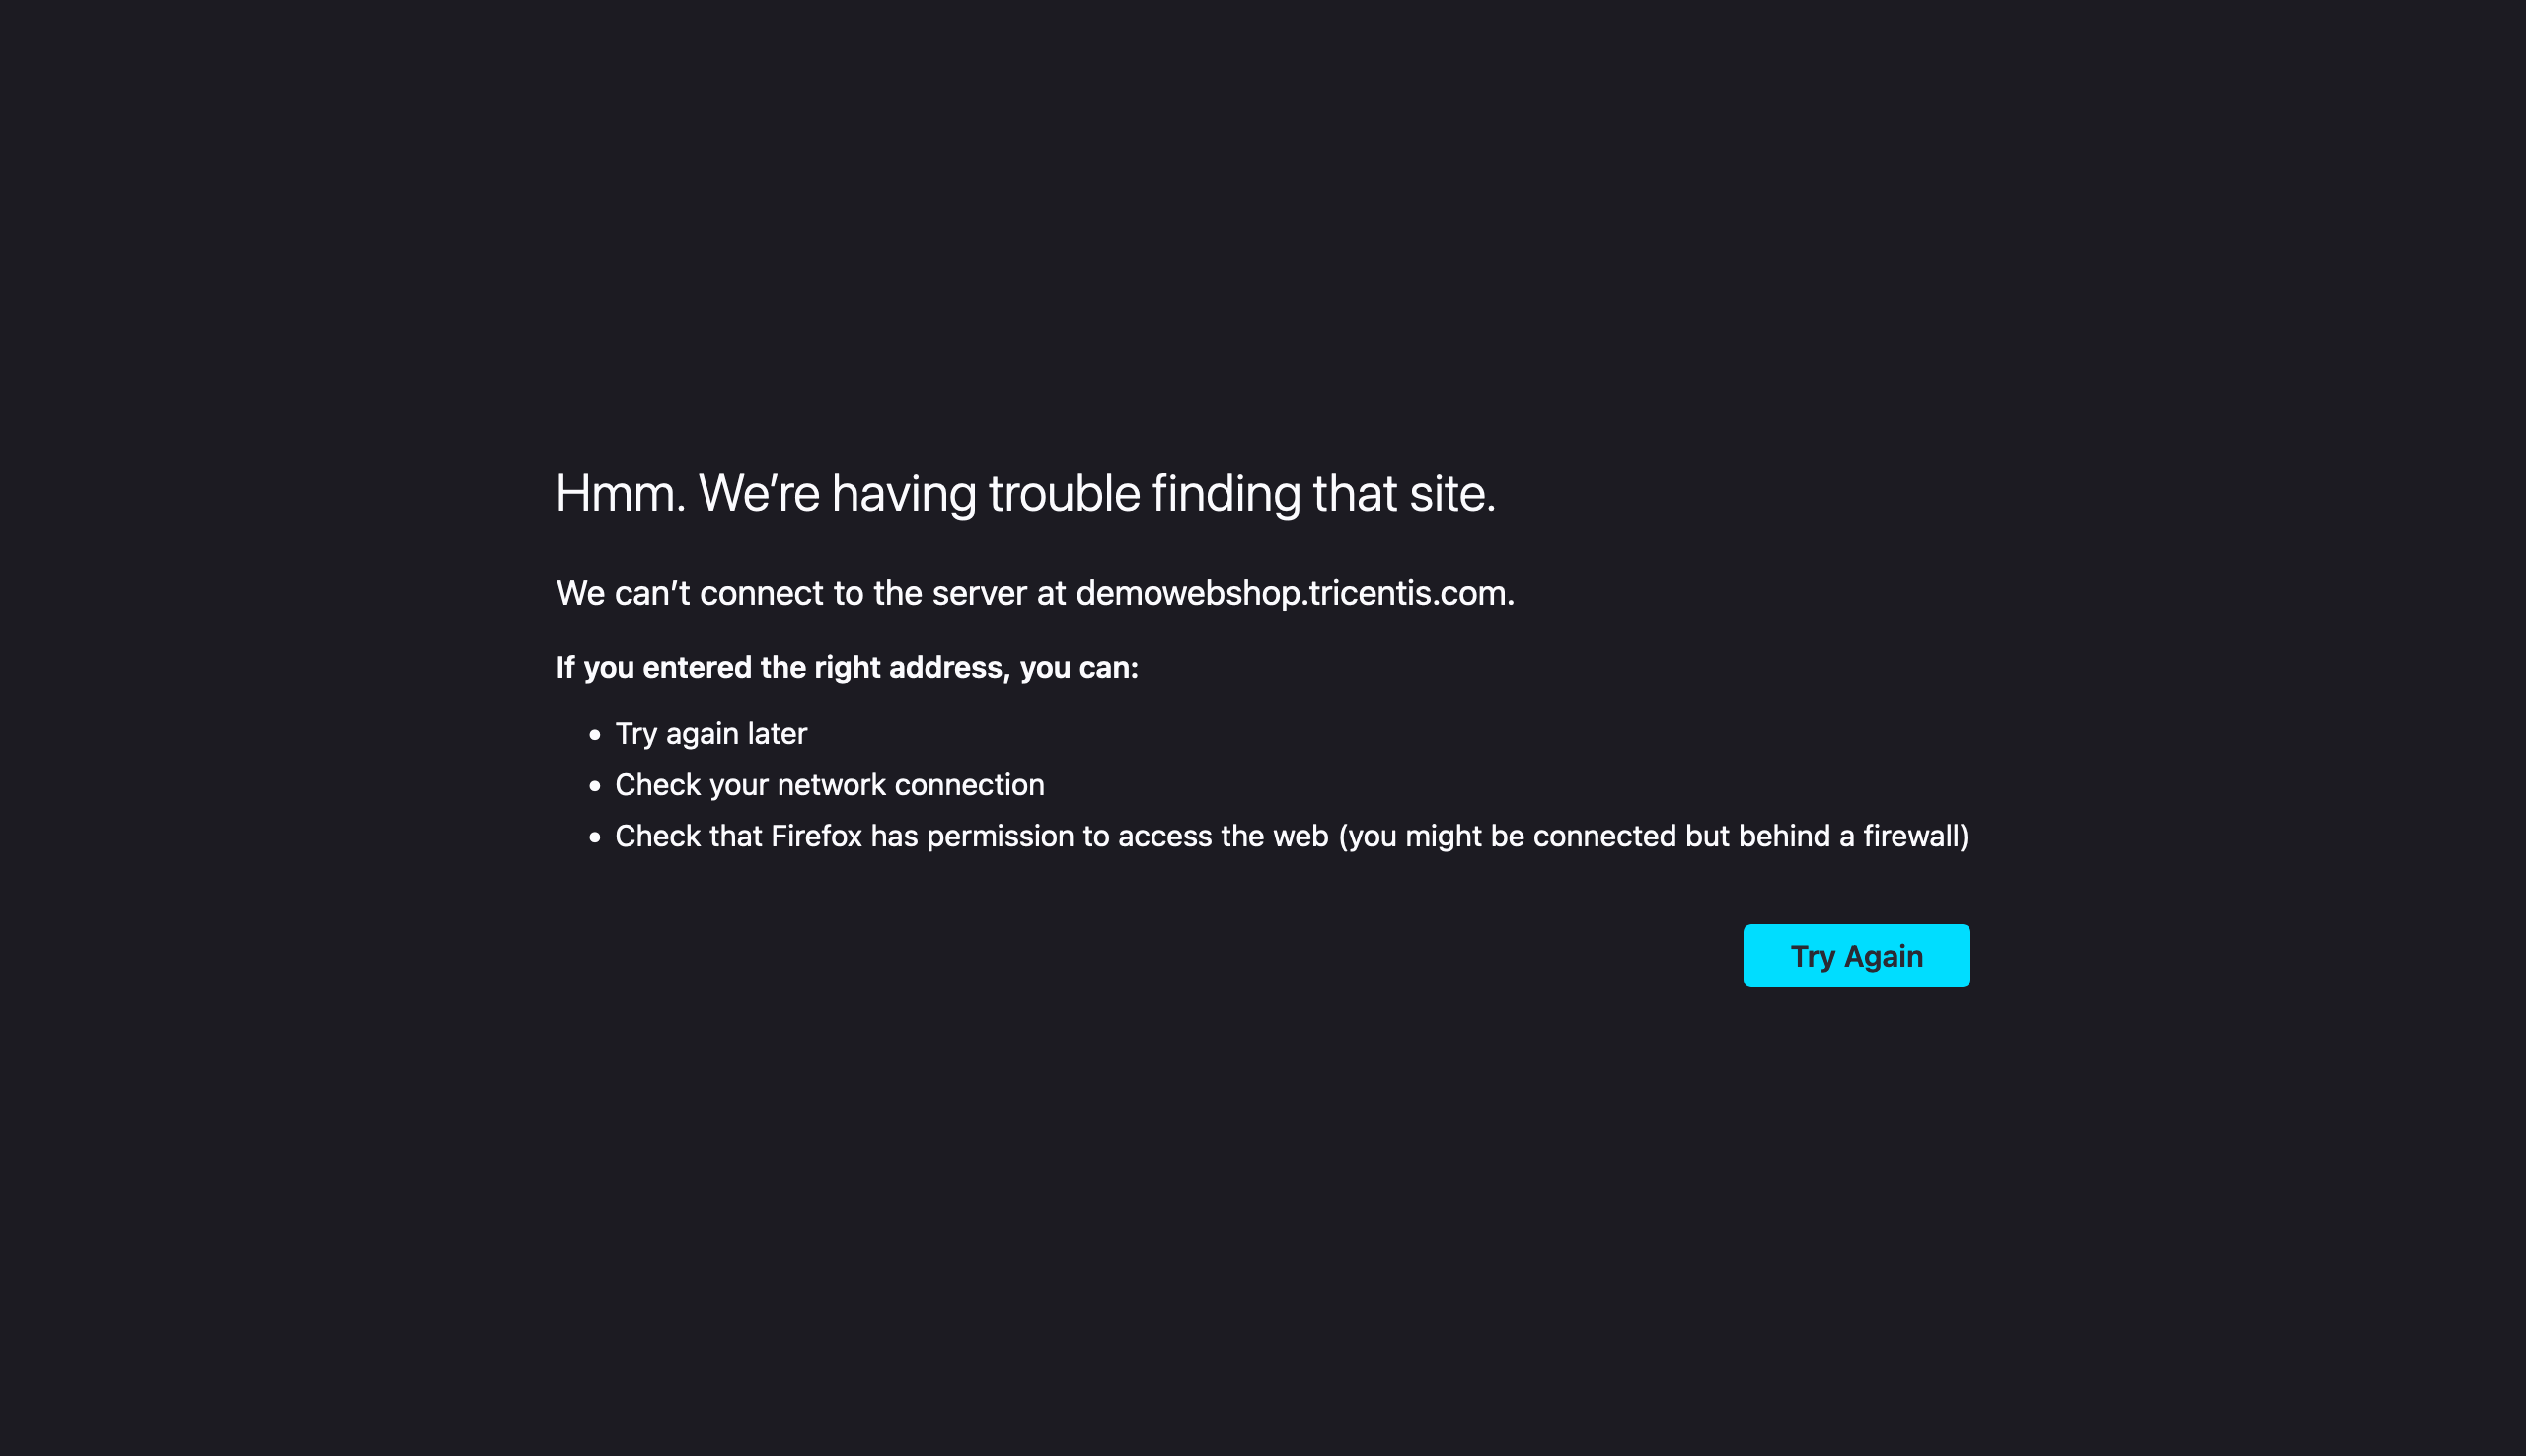 Hmm. We’re having trouble finding that site.
We can’t connect to the server at demowebshop.tricentis.com.
If you entered the right address, you can:
• Try again later
• Check your network connection
• Check that Firefox has permission to access the web (you might be connected but behind a firewall)
Try Again